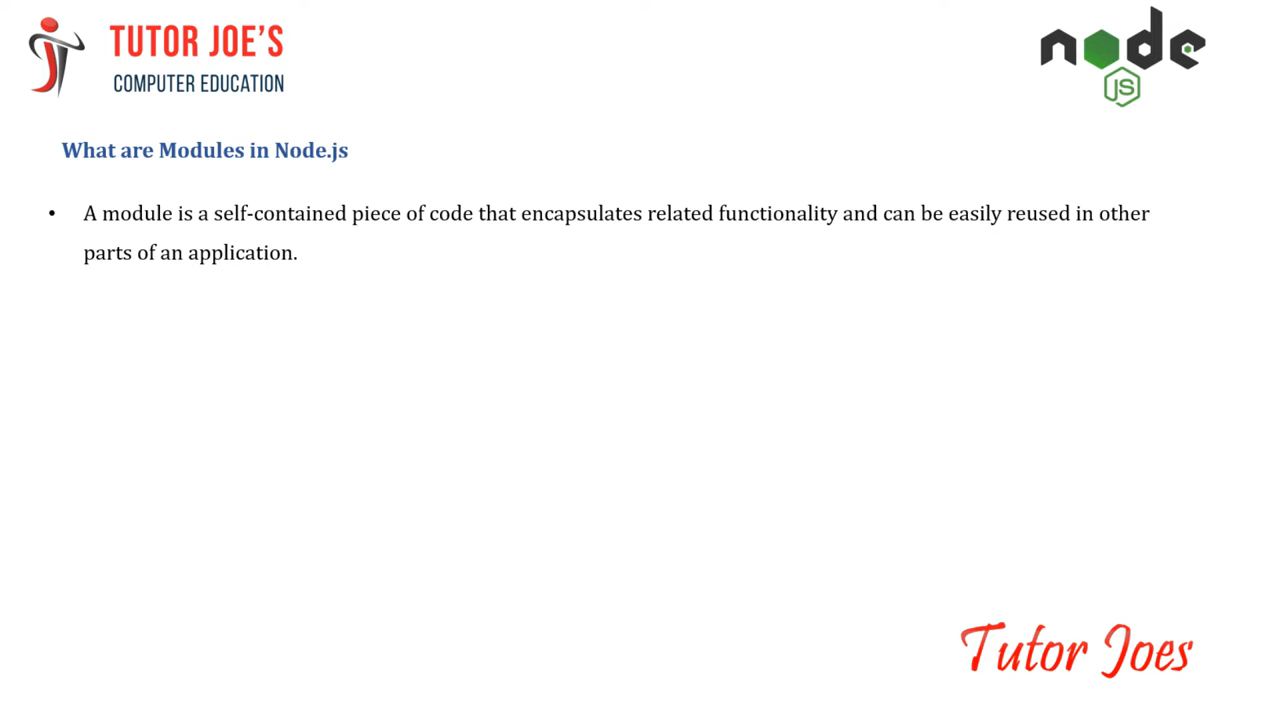 TUTOR JOE'S
COMPUTER EDUCATION
node
JS
What are Modules in Node.js
• A module is a self-contained piece of code that encapsulates related functionality and can be easily reused in other
parts of an application.
Tutor Joes